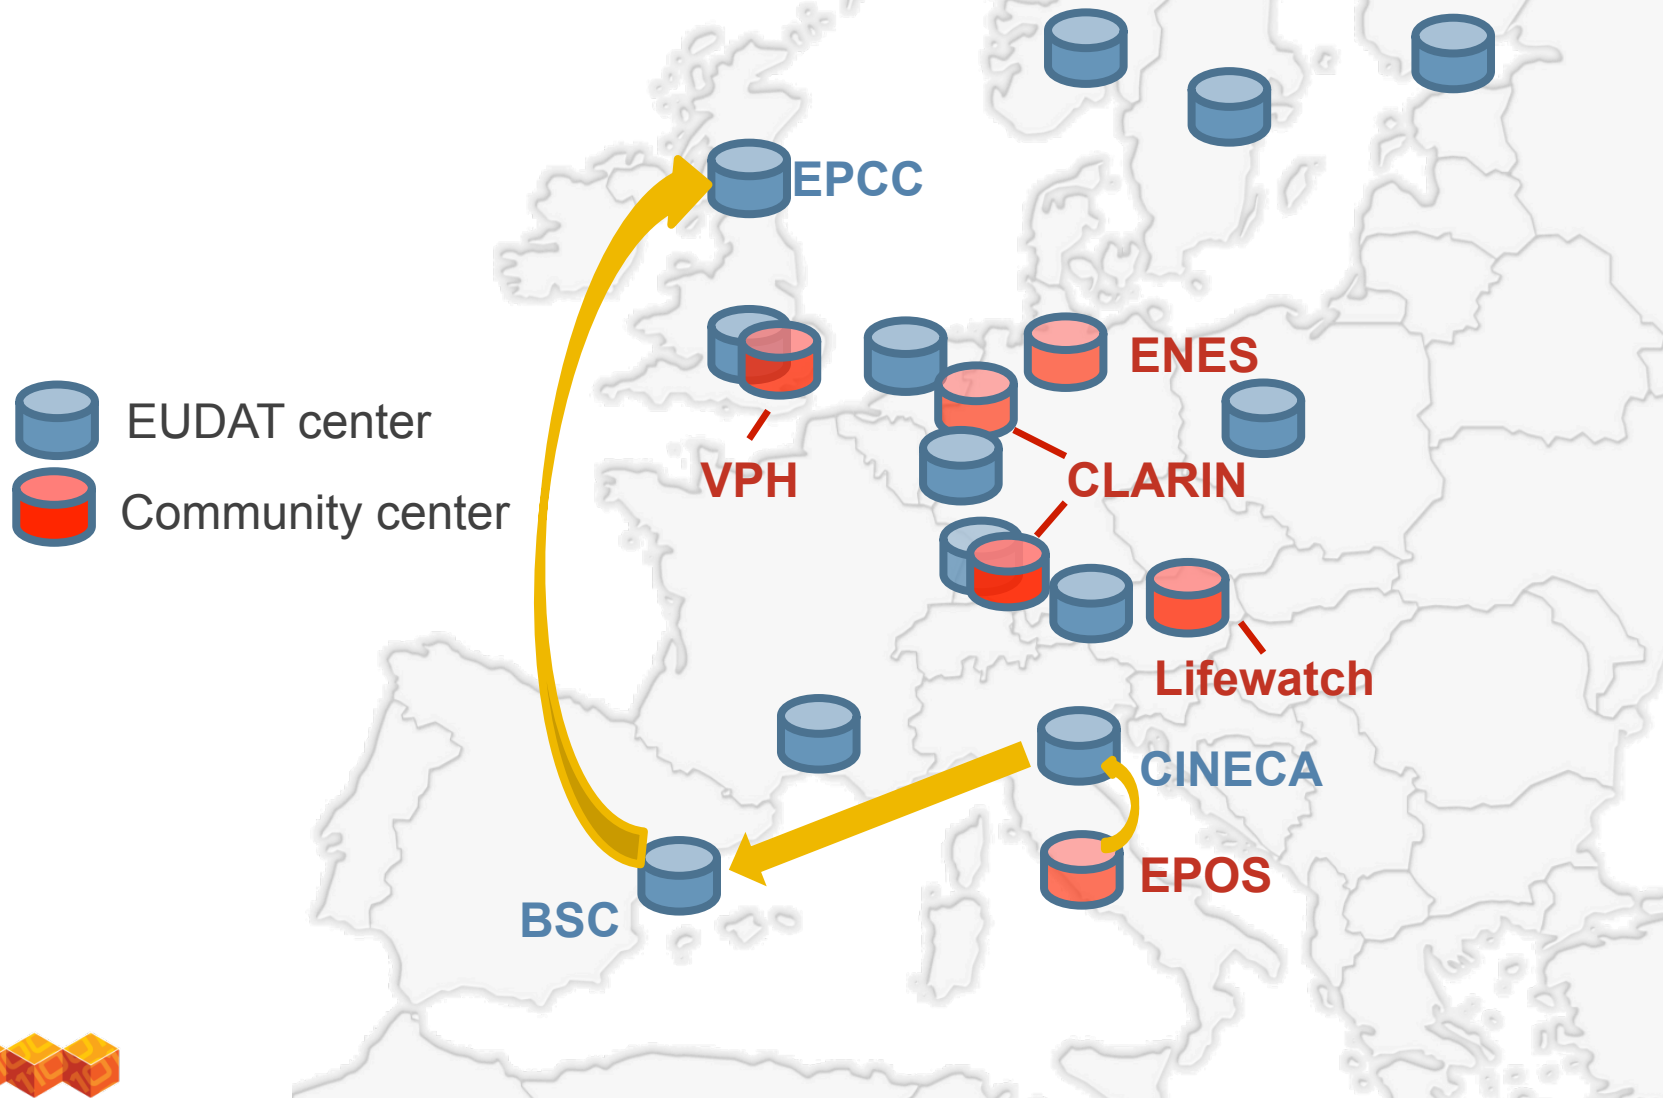 EPCC
ENES
EUDAT center
VPH
CLARIN
Community center
Lifewatch
CINECA
EPOS
BSC